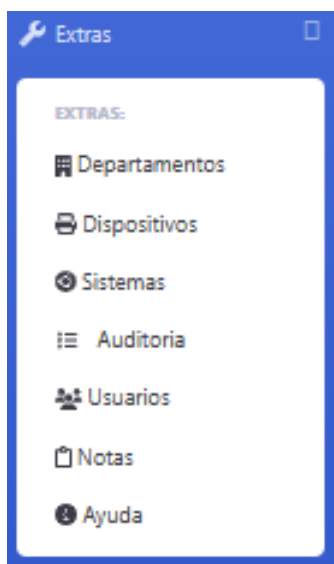 Extras
EXTRAS:
Departamentos
Dispositivos
Sistemas
Auditoria
Usuarios
Notas
Ayuda